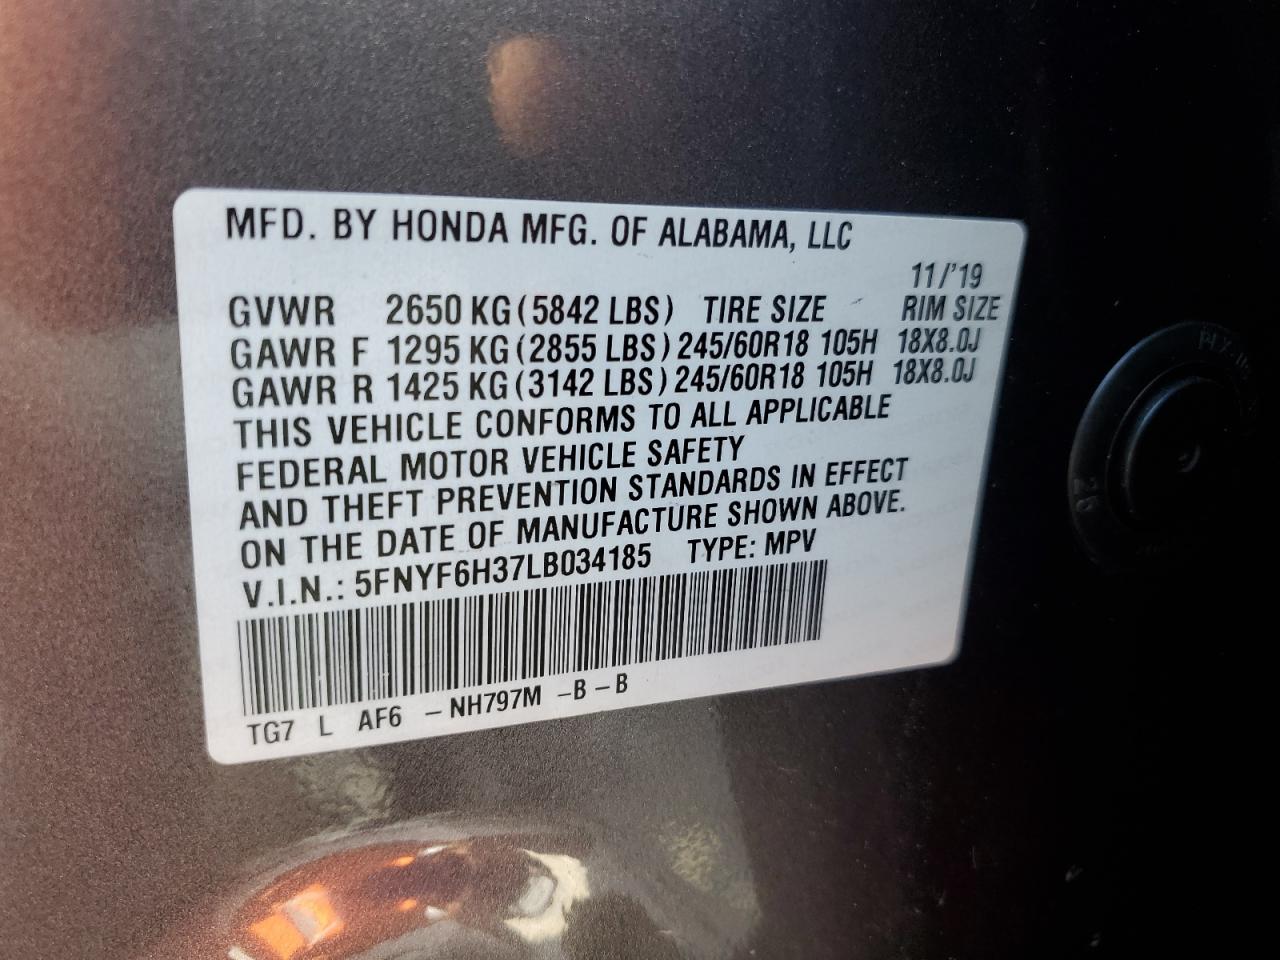 MFD. BY HONDA MFG. OF ALABAMA, LLC
11/'19
GVWR 2650 KG (5842 LBS) TIRE SIZE RIM SIZE
GAWR F 1295 KG (2855 LBS) 245/60R18 105H 18X8.0J
GAWR R 1425 KG (3142 LBS) 245/60R18 105H 18X8.0J
THIS VEHICLE CONFORMS TO ALL APPLICABLE
FEDERAL MOTOR VEHICLE SAFETY
AND THEFT PREVENTION STANDARDS IN EFFECT
ON THE DATE OF MANUFACTURE SHOWN ABOVE.
V.I.N.: 5FNYF6H37LB034185 TYPE: MPV
TG7 L AF6 – NH797M – B – B